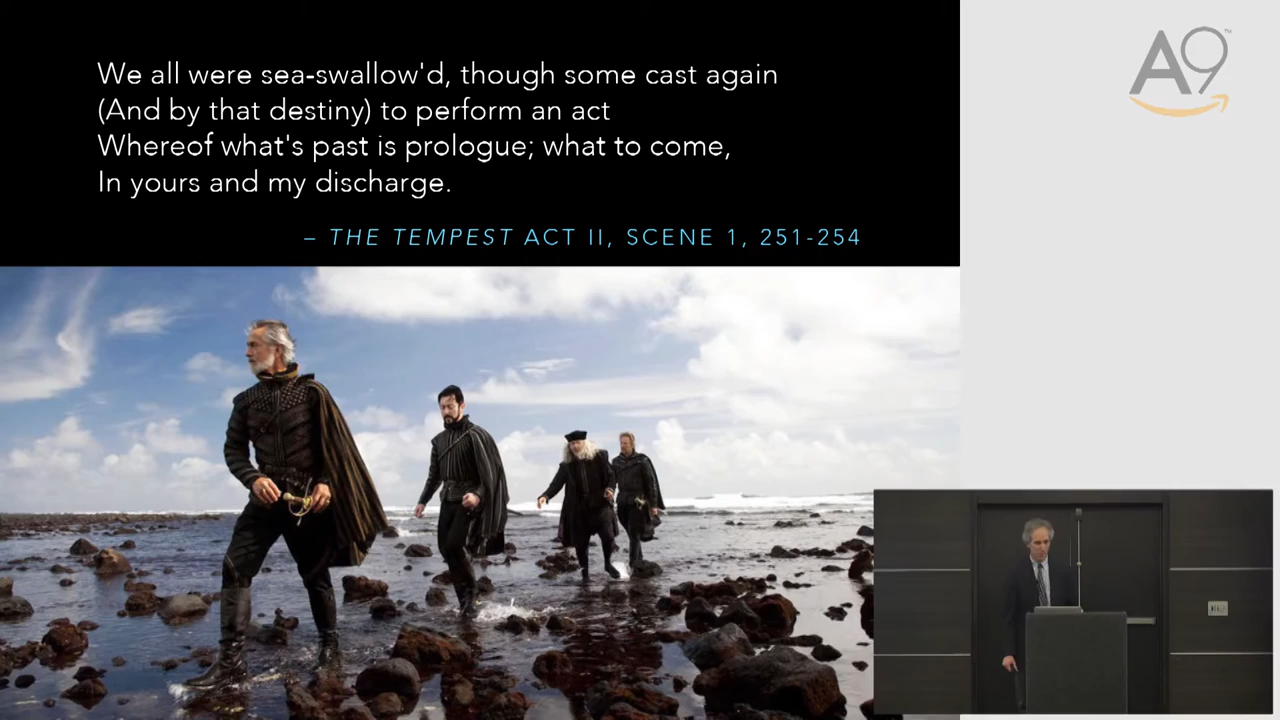 We all were sea-swallow'd, though some cast again
(And by that destiny) to perform an act
Whereof what's past is prologue; what to come,
In yours and my discharge.
– THE TEMPEST ACT II, SCENE 1, 251-254
A9™